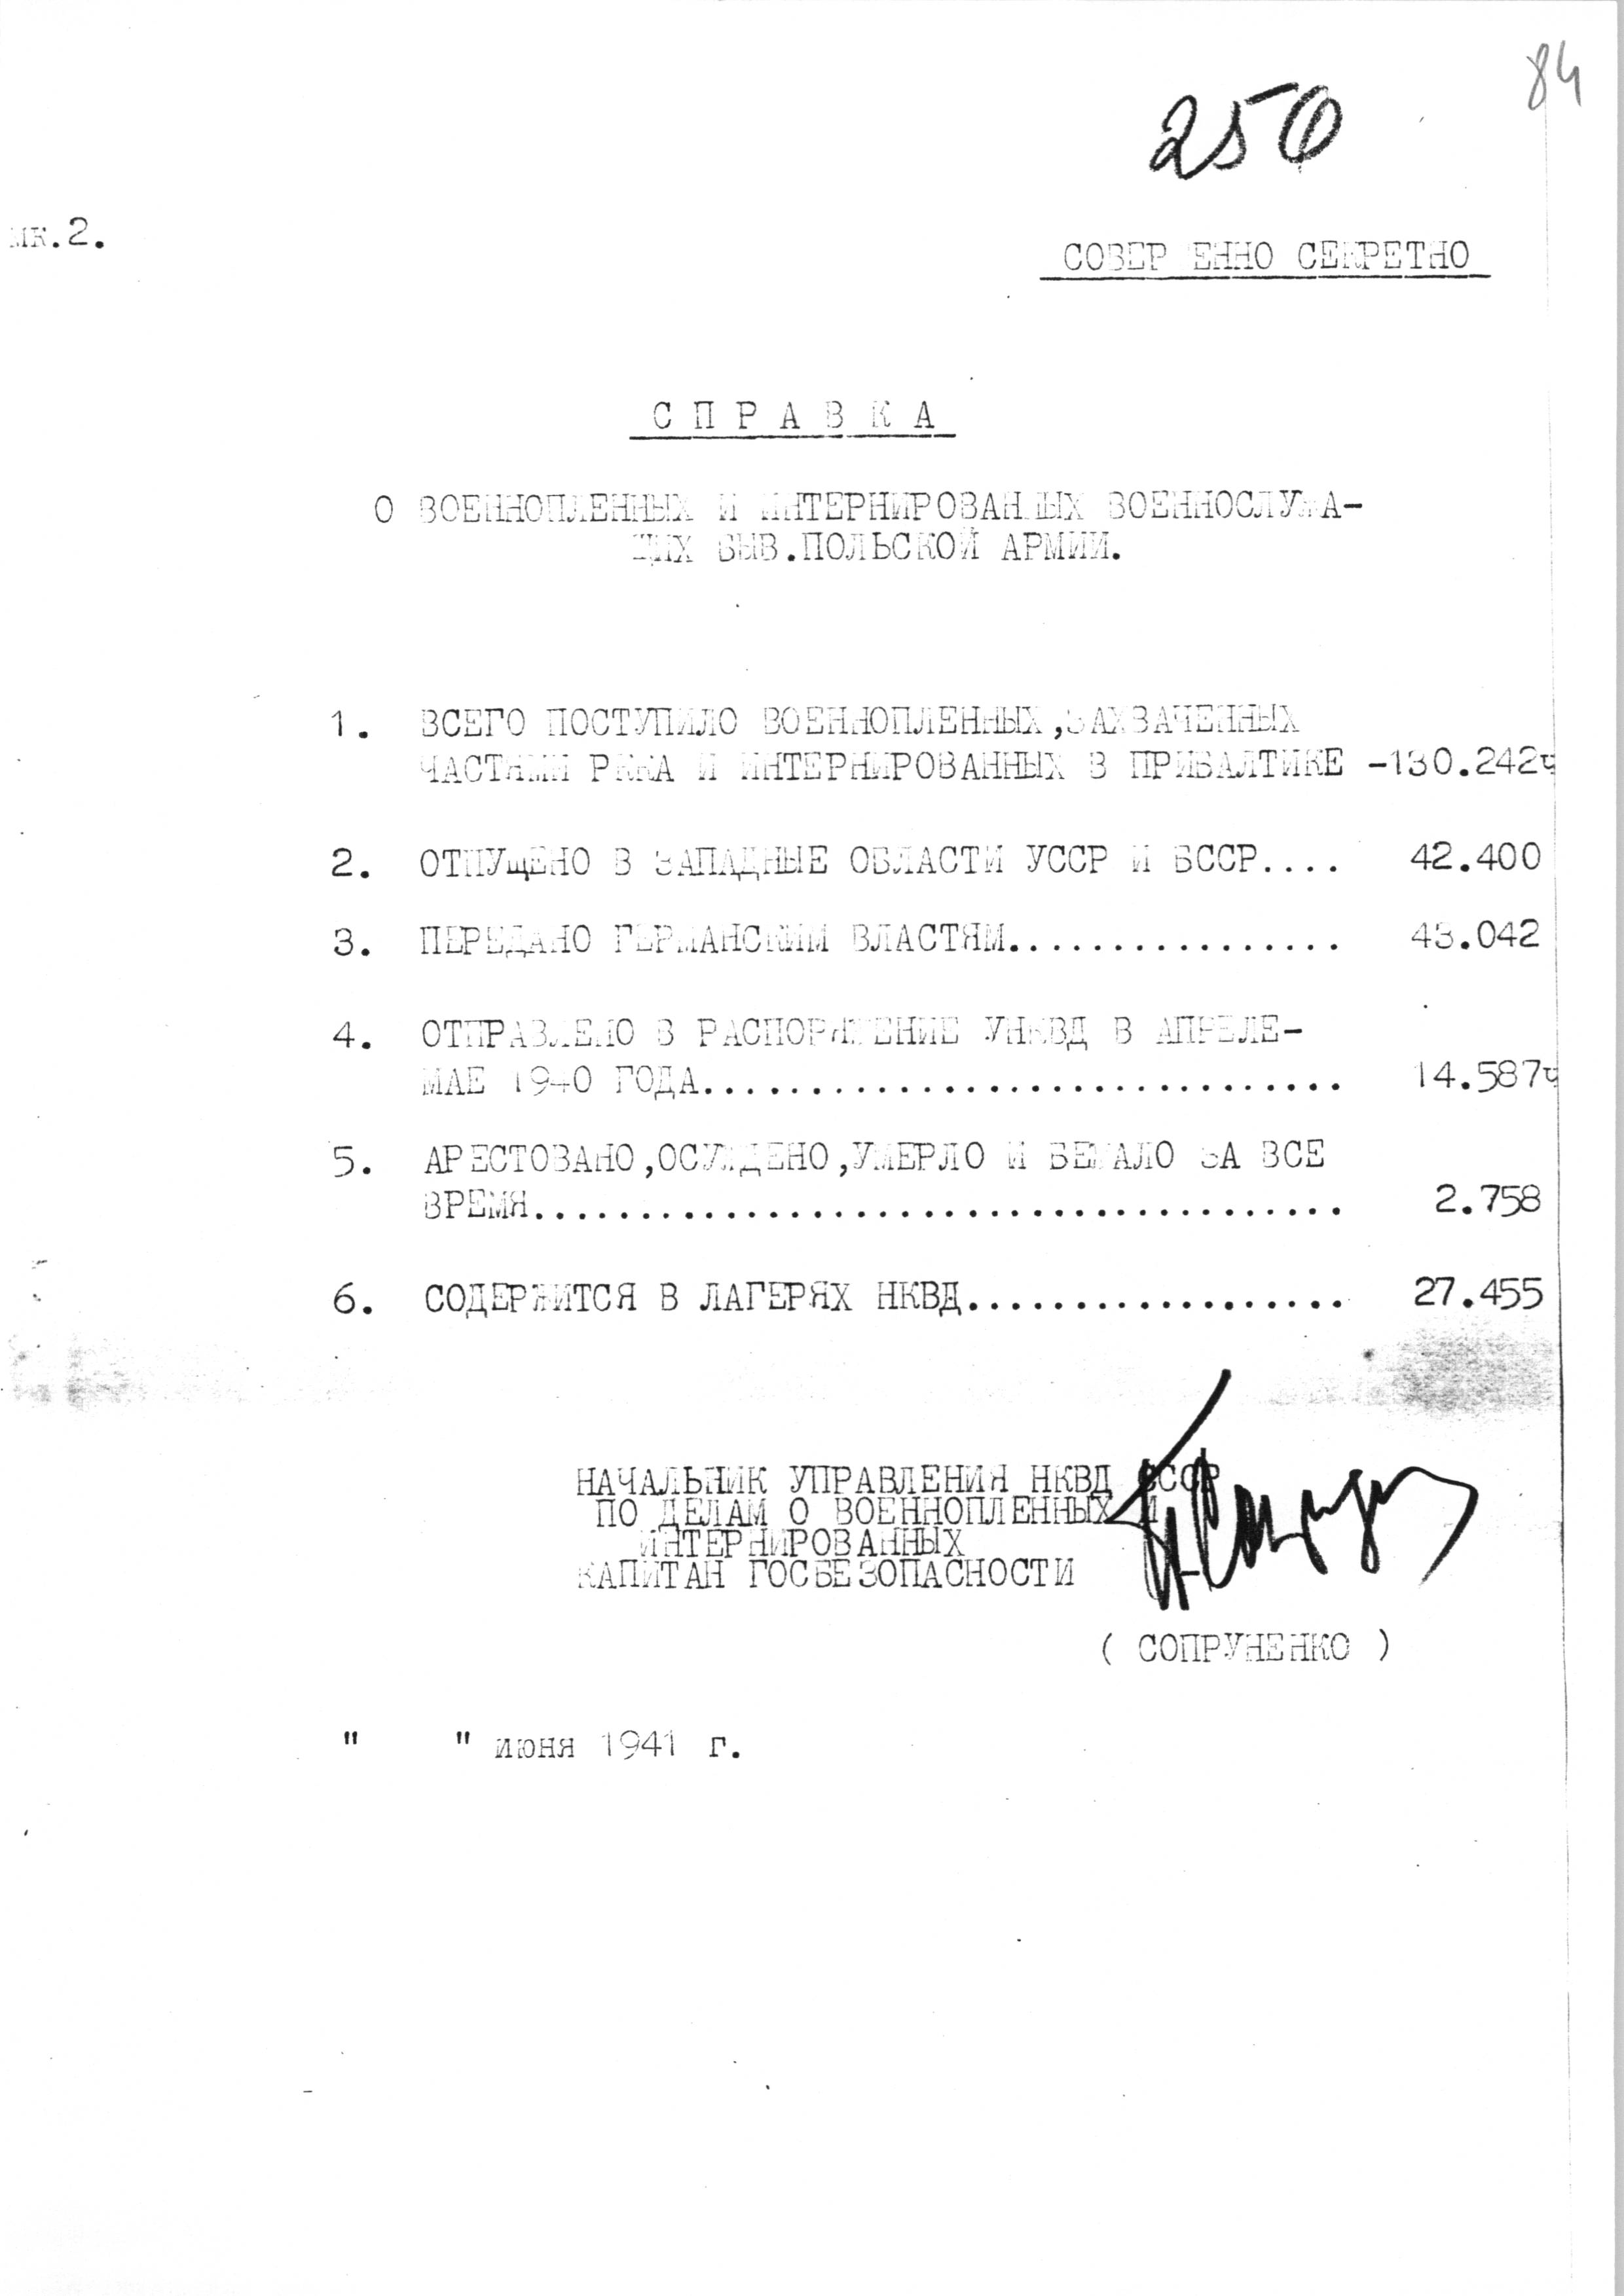 84
250
мк.2.
СОВЕР ЕННО СЕКРЕТНО
С П Р А В К А
О ВОЕННОПЛЕННЫХ И ИНТЕРНИРОВАННЫХ ВОЕННОСЛУЖА-
ЩИХ БЫВ.ПОЛЬСКОЙ АРМИИ.
1. ВСЕГО ПОСТУПИЛО ВОЕННОПЛЕННЫХ,ЗАХВАЧЕННЫХ
ЧАСТЯМИ РККА И ИНТЕРНИРОВАННЫХ В ПРИБАЛТИКЕ -130.242ч
2. ОТПУЩЕНО В ЗАПАДНЫЕ ОБЛАСТИ УССР И БССР.... 42.400
3. ПЕРЕДАНО ГЕРМАНСКИМ ВЛАСТЯМ................ 43.042
4. ОТПРАВЛЕНО В РАСПОРЯЖЕНИЕ УНКВД В АПРЕЛЕ-
МАЕ 1940 ГОДА.............................. 14.587ч
5. АРЕСТОВАНО,ОСУЖДЕНО,УМЕРЛО И БЕЖАЛО ЗА ВСЕ
ВРЕМЯ...................................... 2.758
6. СОДЕРЖИТСЯ В ЛАГЕРЯХ НКВД.................. 27.455
НАЧАЛЬНИК УПРАВЛЕНИЯ НКВД СССР
ПО ДЕЛАМ О ВОЕННОПЛЕННЫХ И
ИНТЕРНИРОВАННЫХ
КАПИТАН ГОСБЕЗОПАСНОСТИ
( СОПРУНЕНКО )
" " июня 1941 г.